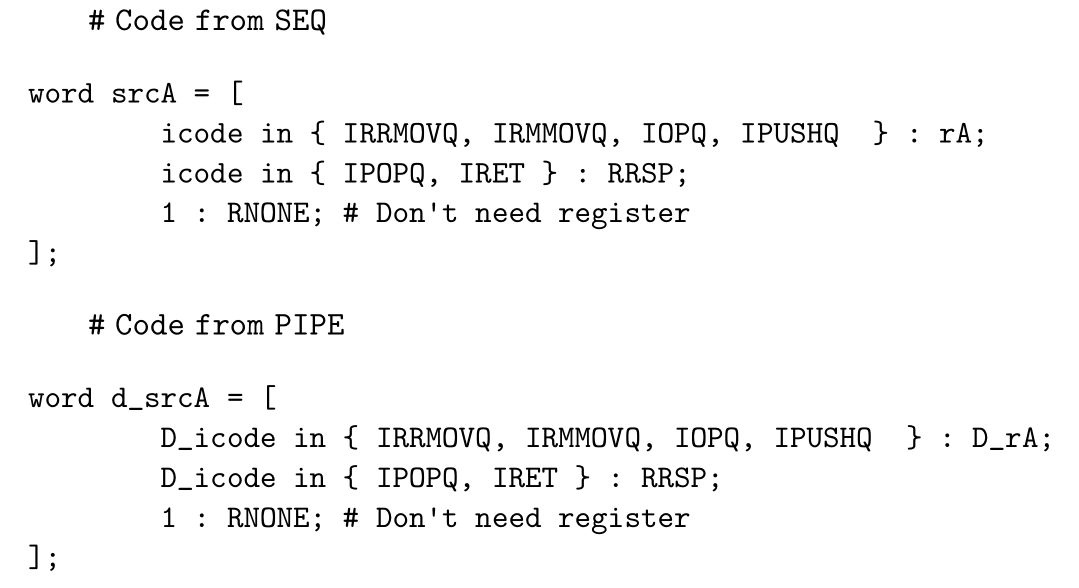 # Code from SEQ
word srcA = [
icode in { IRRMOVQ, IRMMOVQ, IOPQ, IPUSHQ } : rA;
icode in { IPOPQ, IRET } : RRSP;
1 : RNONE; # Don't need register
];
# Code from PIPE
word d_srcA = [
D_icode in { IRRMOVQ, IRMMOVQ, IOPQ, IPUSHQ } : D_rA;
D_icode in { IPOPQ, IRET } : RRSP;
1 : RNONE; # Don't need register
];